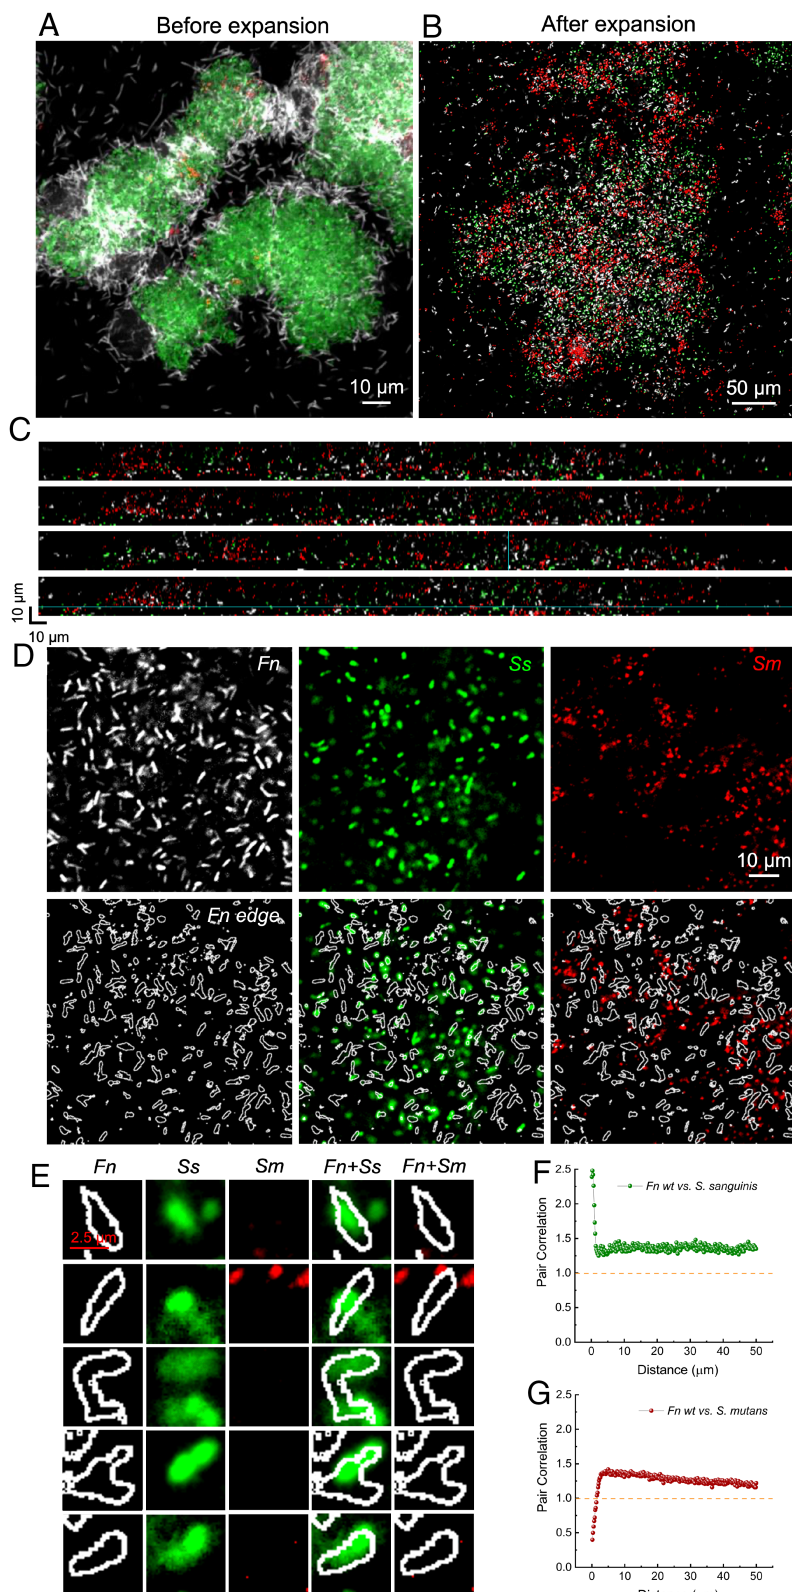 A
Before expansion
B
After expansion
10 µm
50 µm
C
10 µm
10 µm
D
Fn
Ss
Sm
10 µm
Fn edge
E
Fn
Ss
Sm
Fn+Ss
Fn+Sm
2.5 µm
F
2.5
2.0
1.5
1.0
0.5
0.0
Pair Correlation
Fn wt vs. S. sanguinis
0 10 20 30 40 50
Distance (µm)
G
2.5
2.0
1.5
1.0
0.5
0.0
Pair Correlation
Fn wt vs. S. mutans
0 10 20 30 40 50